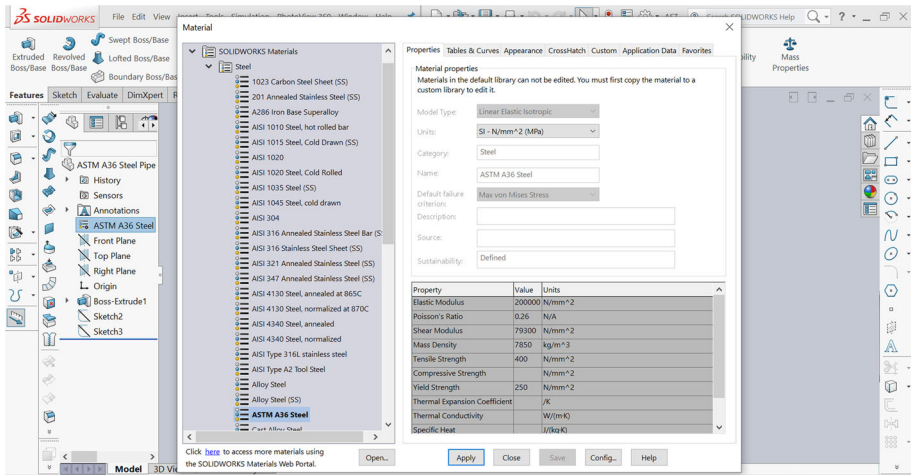 SOLIDWORKS File Edit View Insert Tools Simulation PhotoView 360 Window Help
SOLIDWORKS Help
Material
Extruded Boss/Base
Revolved Boss/Base
Swept Boss/Base
Lofted Boss/Base
Boundary Boss/Bas
Mass Properties
Features Sketch Evaluate DimXpert
ASTM A36 Steel Pipe
History
Sensors
Annotations
ASTM A36 Steel
Front Plane
Top Plane
Right Plane
Origin
Boss-Extrude1
Sketch2
Sketch3
Model 3D Vie
SOLIDWORKS Materials
Steel
1023 Carbon Steel Sheet (SS)
201 Annealed Stainless Steel (SS)
A286 Iron Base Superalloy
AISI 1010 Steel, hot rolled bar
AISI 1015 Steel, Cold Drawn (SS)
AISI 1020
AISI 1020 Steel, Cold Rolled
AISI 1035 Steel (SS)
AISI 1045 Steel, cold drawn
AISI 304
AISI 316 Annealed Stainless Steel Bar (S
AISI 316 Stainless Steel Sheet (SS)
AISI 321 Annealed Stainless Steel (SS)
AISI 347 Annealed Stainless Steel (SS)
AISI 4130 Steel, annealed at 865C
AISI 4130 Steel, normalized at 870C
AISI 4340 Steel, annealed
AISI 4340 Steel, normalized
AISI Type 316L stainless steel
AISI Type A2 Tool Steel
Alloy Steel
Alloy Steel (SS)
ASTM A36 Steel
Cast Alloy Steel
Click here to access more materials using
the SOLIDWORKS Materials Web Portal.
Open...
Properties Tables & Curves Appearance CrossHatch Custom Application Data Favorites
Material properties
Materials in the default library can not be edited. You must first copy the material to a
custom library to edit it.
Model Type: Linear Elastic Isotropic
Units: SI - N/mm^2 (MPa)
Category: Steel
Name: ASTM A36 Steel
Default failure criterion: Max von Mises Stress
Description:
Source:
Sustainability: Defined
Property Value Units
Elastic Modulus 200000 N/mm^2
Poisson's Ratio 0.26 N/A
Shear Modulus 79300 N/mm^2
Mass Density 7850 kg/m^3
Tensile Strength 400 N/mm^2
Compressive Strength N/mm^2
Yield Strength 250 N/mm^2
Thermal Expansion Coefficient /K
Thermal Conductivity W/(m·K)
Specific Heat J/(kg·K)
Apply Close Save Config... Help